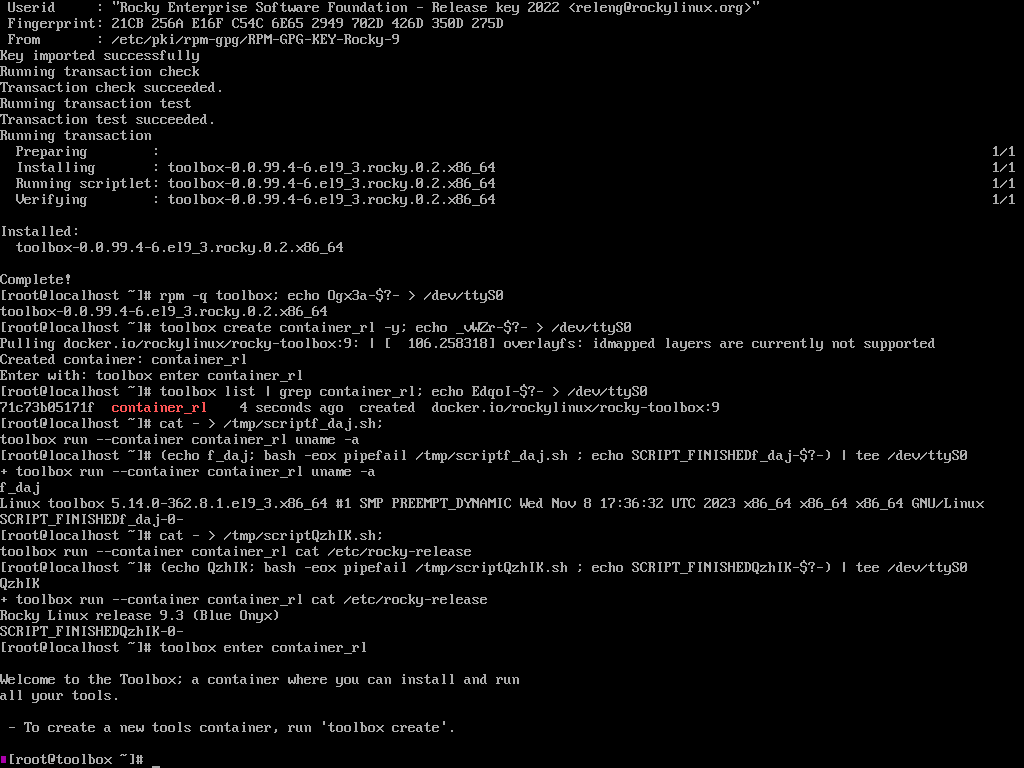 Userid     : "Rocky Enterprise Software Foundation - Release key 2022 <releng@rockylinux.org>"
Fingerprint: 21CB 256A E16F C54C 6E65 2949 702D 426D 350D 275D
From       : /etc/pki/rpm-gpg/RPM-GPG-KEY-Rocky-9
Key imported successfully
Running transaction check
Transaction check succeeded.
Running transaction test
Transaction test succeeded.
Running transaction
  Preparing        :                                                        1/1
  Installing       : toolbox-0.0.99.4-6.el9_3.rocky.0.2.x86_64              1/1
  Running scriptlet: toolbox-0.0.99.4-6.el9_3.rocky.0.2.x86_64              1/1
  Verifying        : toolbox-0.0.99.4-6.el9_3.rocky.0.2.x86_64              1/1
Installed:
  toolbox-0.0.99.4-6.el9_3.rocky.0.2.x86_64
Complete!
[root@localhost ~]# rpm -q toolbox; echo Ogx3a-$?- > /dev/ttyS0
toolbox-0.0.99.4-6.el9_3.rocky.0.2.x86_64
[root@localhost ~]# toolbox create container_rl -y; echo _vWZr-$?- > /dev/ttyS0
Pulling docker.io/rockylinux/rocky-toolbox:9: | [  106.258318] overlayfs: idmapped layers are currently not supported
Created container: container_rl
Enter with: toolbox enter container_rl
[root@localhost ~]# toolbox list | grep container_rl; echo EdqoI-$?- > /dev/ttyS0
71c73b05171f  container_rl    4 seconds ago  created  docker.io/rockylinux/rocky-toolbox:9
[root@localhost ~]# cat - > /tmp/scriptf_daj.sh;
toolbox run --container container_rl uname -a
[root@localhost ~]# (echo f_daj; bash -eox pipefail /tmp/scriptf_daj.sh ; echo SCRIPT_FINISHEDf_daj-$?-) | tee /dev/ttyS0
+ toolbox run --container container_rl uname -a
f_daj
Linux toolbox 5.14.0-362.8.1.el9_3.x86_64 #1 SMP PREEMPT_DYNAMIC Wed Nov 8 17:36:32 UTC 2023 x86_64 x86_64 x86_64 GNU/Linux
SCRIPT_FINISHEDf_daj-0-
[root@localhost ~]# cat - > /tmp/scriptQzhIK.sh;
toolbox run --container container_rl cat /etc/rocky-release
[root@localhost ~]# (echo QzhIK; bash -eox pipefail /tmp/scriptQzhIK.sh ; echo SCRIPT_FINISHEDQzhIK-$?-) | tee /dev/ttyS0
QzhIK
+ toolbox run --container container_rl cat /etc/rocky-release
Rocky Linux release 9.3 (Blue Onyx)
SCRIPT_FINISHEDQzhIK-0-
[root@localhost ~]# toolbox enter container_rl
Welcome to the Toolbox; a container where you can install and run
all your tools.
 - To create a new tools container, run 'toolbox create'.
[root@toolbox ~]# _